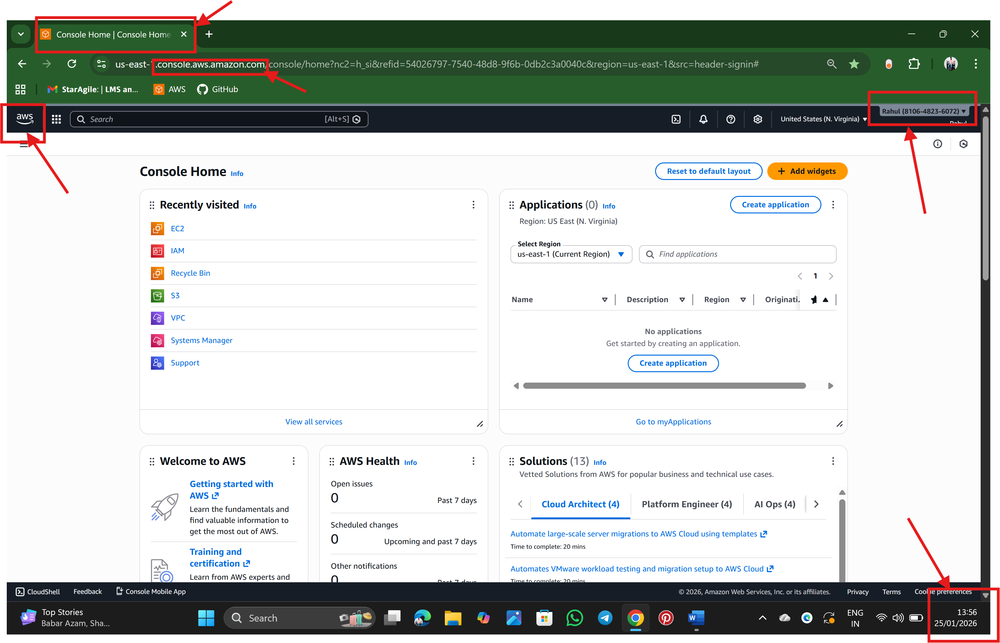 Console Home | Console Home
us-east-1.console.aws.amazon.com/console/home?nc2=h_si&refid=54026797-7540-48d8-9f6b-0db2c3a0040c&region=us-east-1&src=header-signin#
StarAgile: | LMS an...
AWS
GitHub
aws
Search
[Alt+S]
United States (N. Virginia)
Rahul (8106-4823-6072)
Rahul
Console Home Info
Reset to default layout
Add widgets
Recently visited Info
EC2
IAM
Recycle Bin
S3
VPC
Systems Manager
Support
View all services
Applications (0) Info
Create application
Region: US East (N. Virginia)
Select Region
us-east-1 (Current Region)
Find applications
1
Name
Description
Region
Originati.
No applications
Get started by creating an application.
Create application
Go to myApplications
Welcome to AWS
Getting started with
AWS
Learn the fundamentals and
find valuable information to
get the most out of AWS.
Training and
certification
Learn from AWS experts and
AWS Health Info
Open issues
0
Past 7 days
Scheduled changes
0
Upcoming and past 7 days
Other notifications
0
Past 7 days
Solutions (13) Info
Vetted Solutions from AWS for popular business and technical use cases.
Cloud Architect (4)
Platform Engineer (4)
AI Ops (4)
Automate large-scale server migrations to AWS Cloud using templates
Time to complete: 20 mins
Automates VMware workload testing and migration setup to AWS Cloud
Time to complete: 20 mins
CloudShell
Feedback
Console Mobile App
© 2026, Amazon Web Services, Inc. or its affiliates.
Privacy
Terms
Cookie preferences
Top Stories
Babar Azam, Sha...
Search
ENG
IN
13:56
25/01/2026